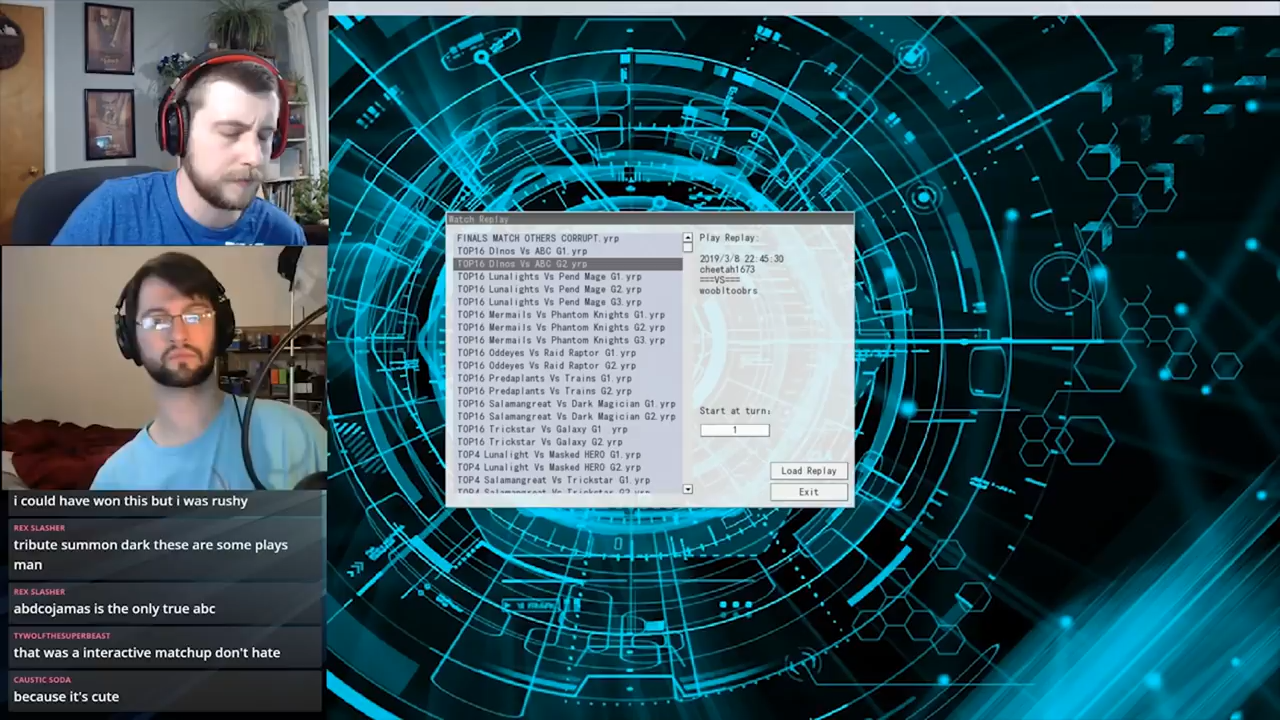 Watch Replay
FINALS MATCH OTHERS CORRUPT.yrp
TOP16 DInos Vs ABC G1.yrp
TOP16 DInos Vs ABC G2.yrp
TOP16 Lunalights Vs Pend Mage G1.yrp
TOP16 Lunalights Vs Pend Mage G2.yrp
TOP16 Lunalights Vs Pend Mage G3.yrp
TOP16 Mermails Vs Phantom Knights G1.yrp
TOP16 Mermails Vs Phantom Knights G2.yrp
TOP16 Mermails Vs Phantom Knights G3.yrp
TOP16 Oddeyes Vs Raid Raptor G1.yrp
TOP16 Oddeyes Vs Raid Raptor G2.yrp
TOP16 Predaplants Vs Trains G1.yrp
TOP16 Predaplants Vs Trains G2.yrp
TOP16 Salamangreat Vs Dark Magician G1.yrp
TOP16 Salamangreat Vs Dark Magician G2.yrp
TOP16 Trickstar Vs Galaxy G1 yrp
TOP16 Trickstar Vs Galaxy G2 yrp
TOP4 Lunalight Vs Masked HERO G1.yrp
TOP4 Lunalight Vs Masked HERO G2.yrp
TOP4 Salamangreat Vs Trickstar G1.yrp
TOP4 Salamangreat Vs Trickstar G2.yrp
Play Replay:
2019/3/8 22:45:30
cheetah1673
===VS===
woobitoobrs
Start at turn:
1
Load Replay
Exit
i could have won this but i was rushy
REX SLASHER
tribute summon dark these are some plays
man
REX SLASHER
abdcojamas is the only true abc
TYWOLFTHESUPERBEAST
that was a interactive matchup don't hate
CAUSTIC SODA
because it's cute